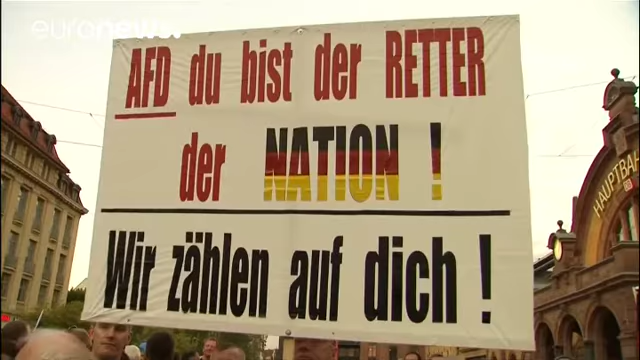 euronews.
AFD du bist der RETTER
der NATION !
Wir zählen auf dich !
HAUPTBAH